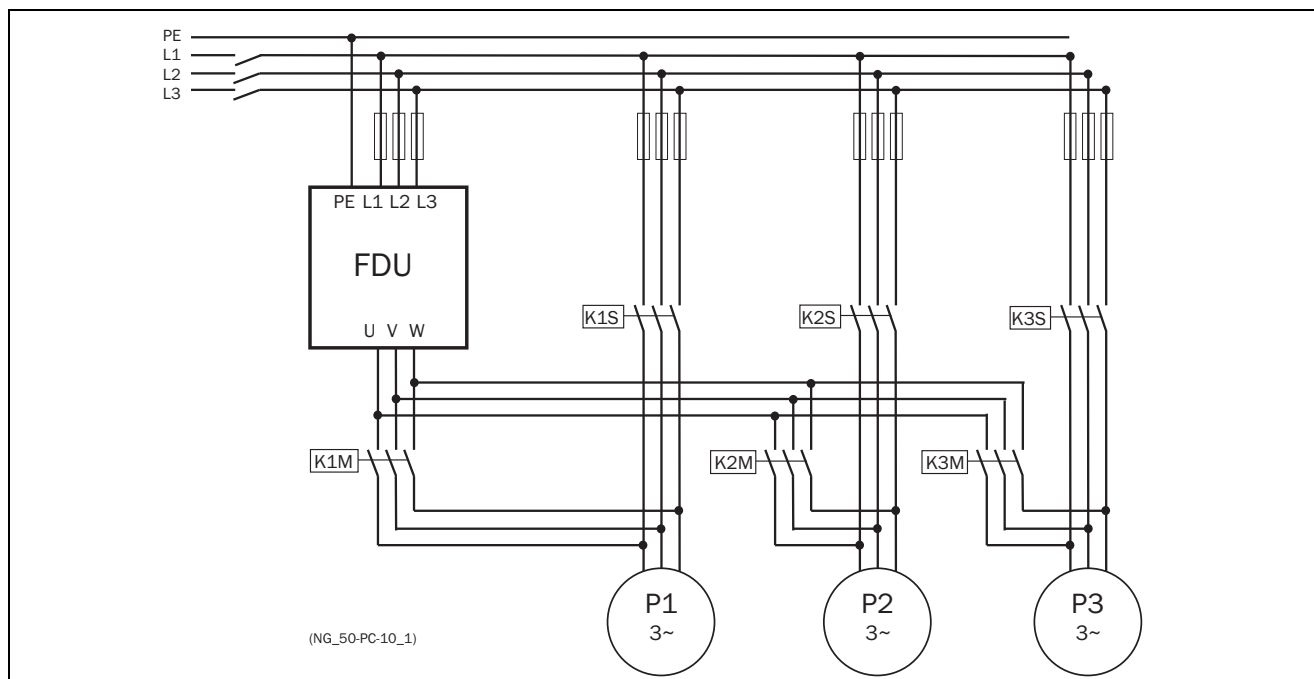 PE
L1
L2
L3
PE L1 L2 L3
FDU
U V W
K1S
K2S
K3S
K1M
K2M
K3M
P1
3~
P2
3~
P3
3~
(NG_50-PC-10_1)